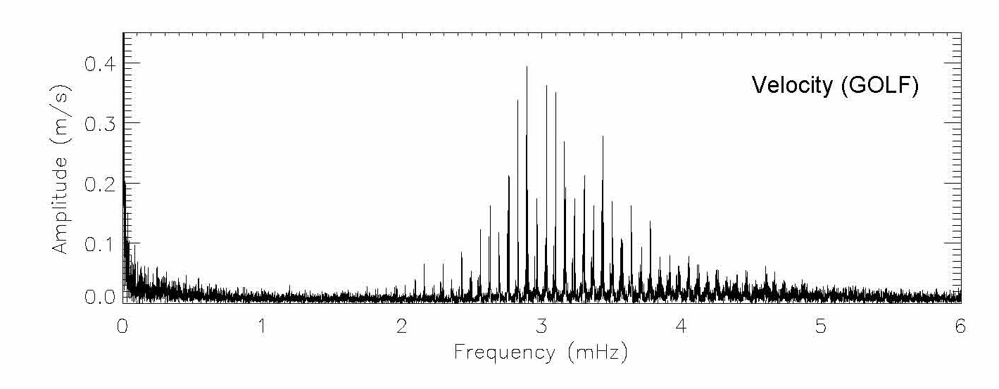 Velocity (GOLF)
Amplitude (m/s)
0.4
0.3
0.2
0.1
0.0
0 1 2 3 4 5 6
Frequency (mHz)